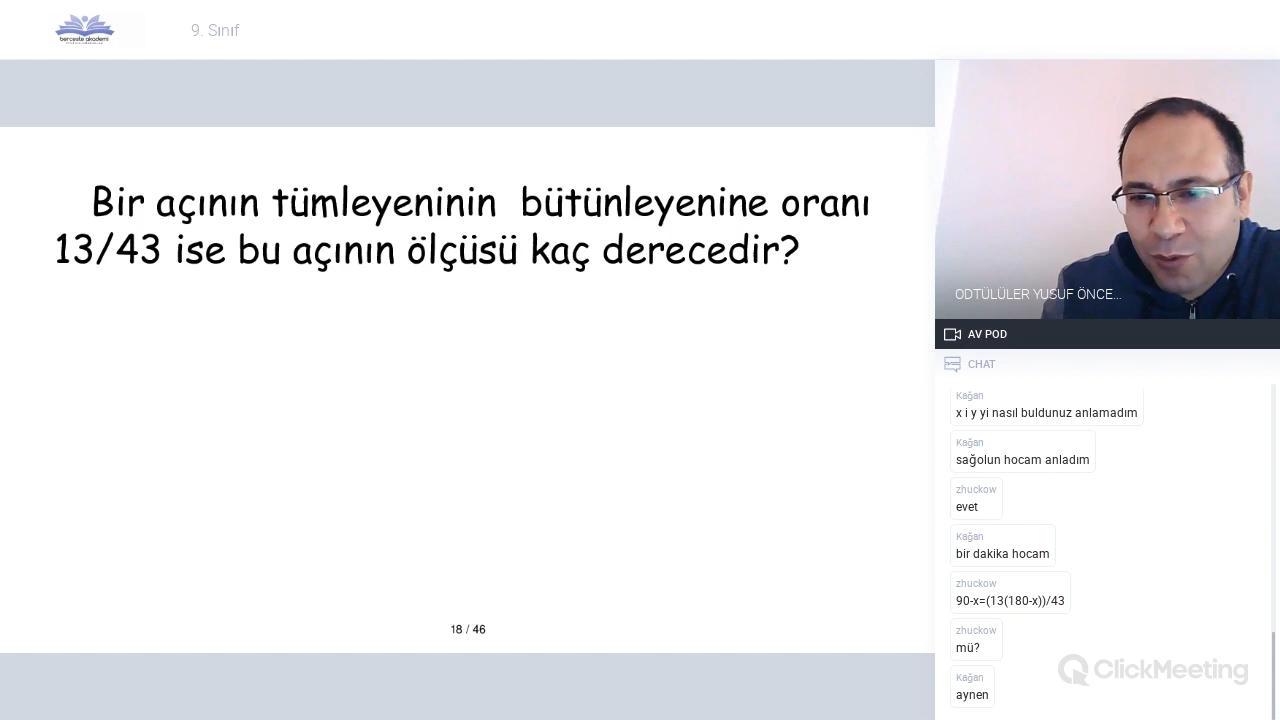 berceste akademi
9. Sınıf
Bir açının tümleyeninin bütünleyenine oranı
13/43 ise bu açının ölçüsü kaç derecedir?
18 / 46
ODTÜLÜLER YUSUF ÖNCE...
AV POD
CHAT
Kağan
x i y yi nasıl buldunuz anlamadım
Kağan
sağolun hocam anladım
zhuckow
evet
Kağan
bir dakika hocam
zhuckow
90-x=(13(180-x))/43
zhuckow
mü?
Kağan
aynen
ClickMeeting